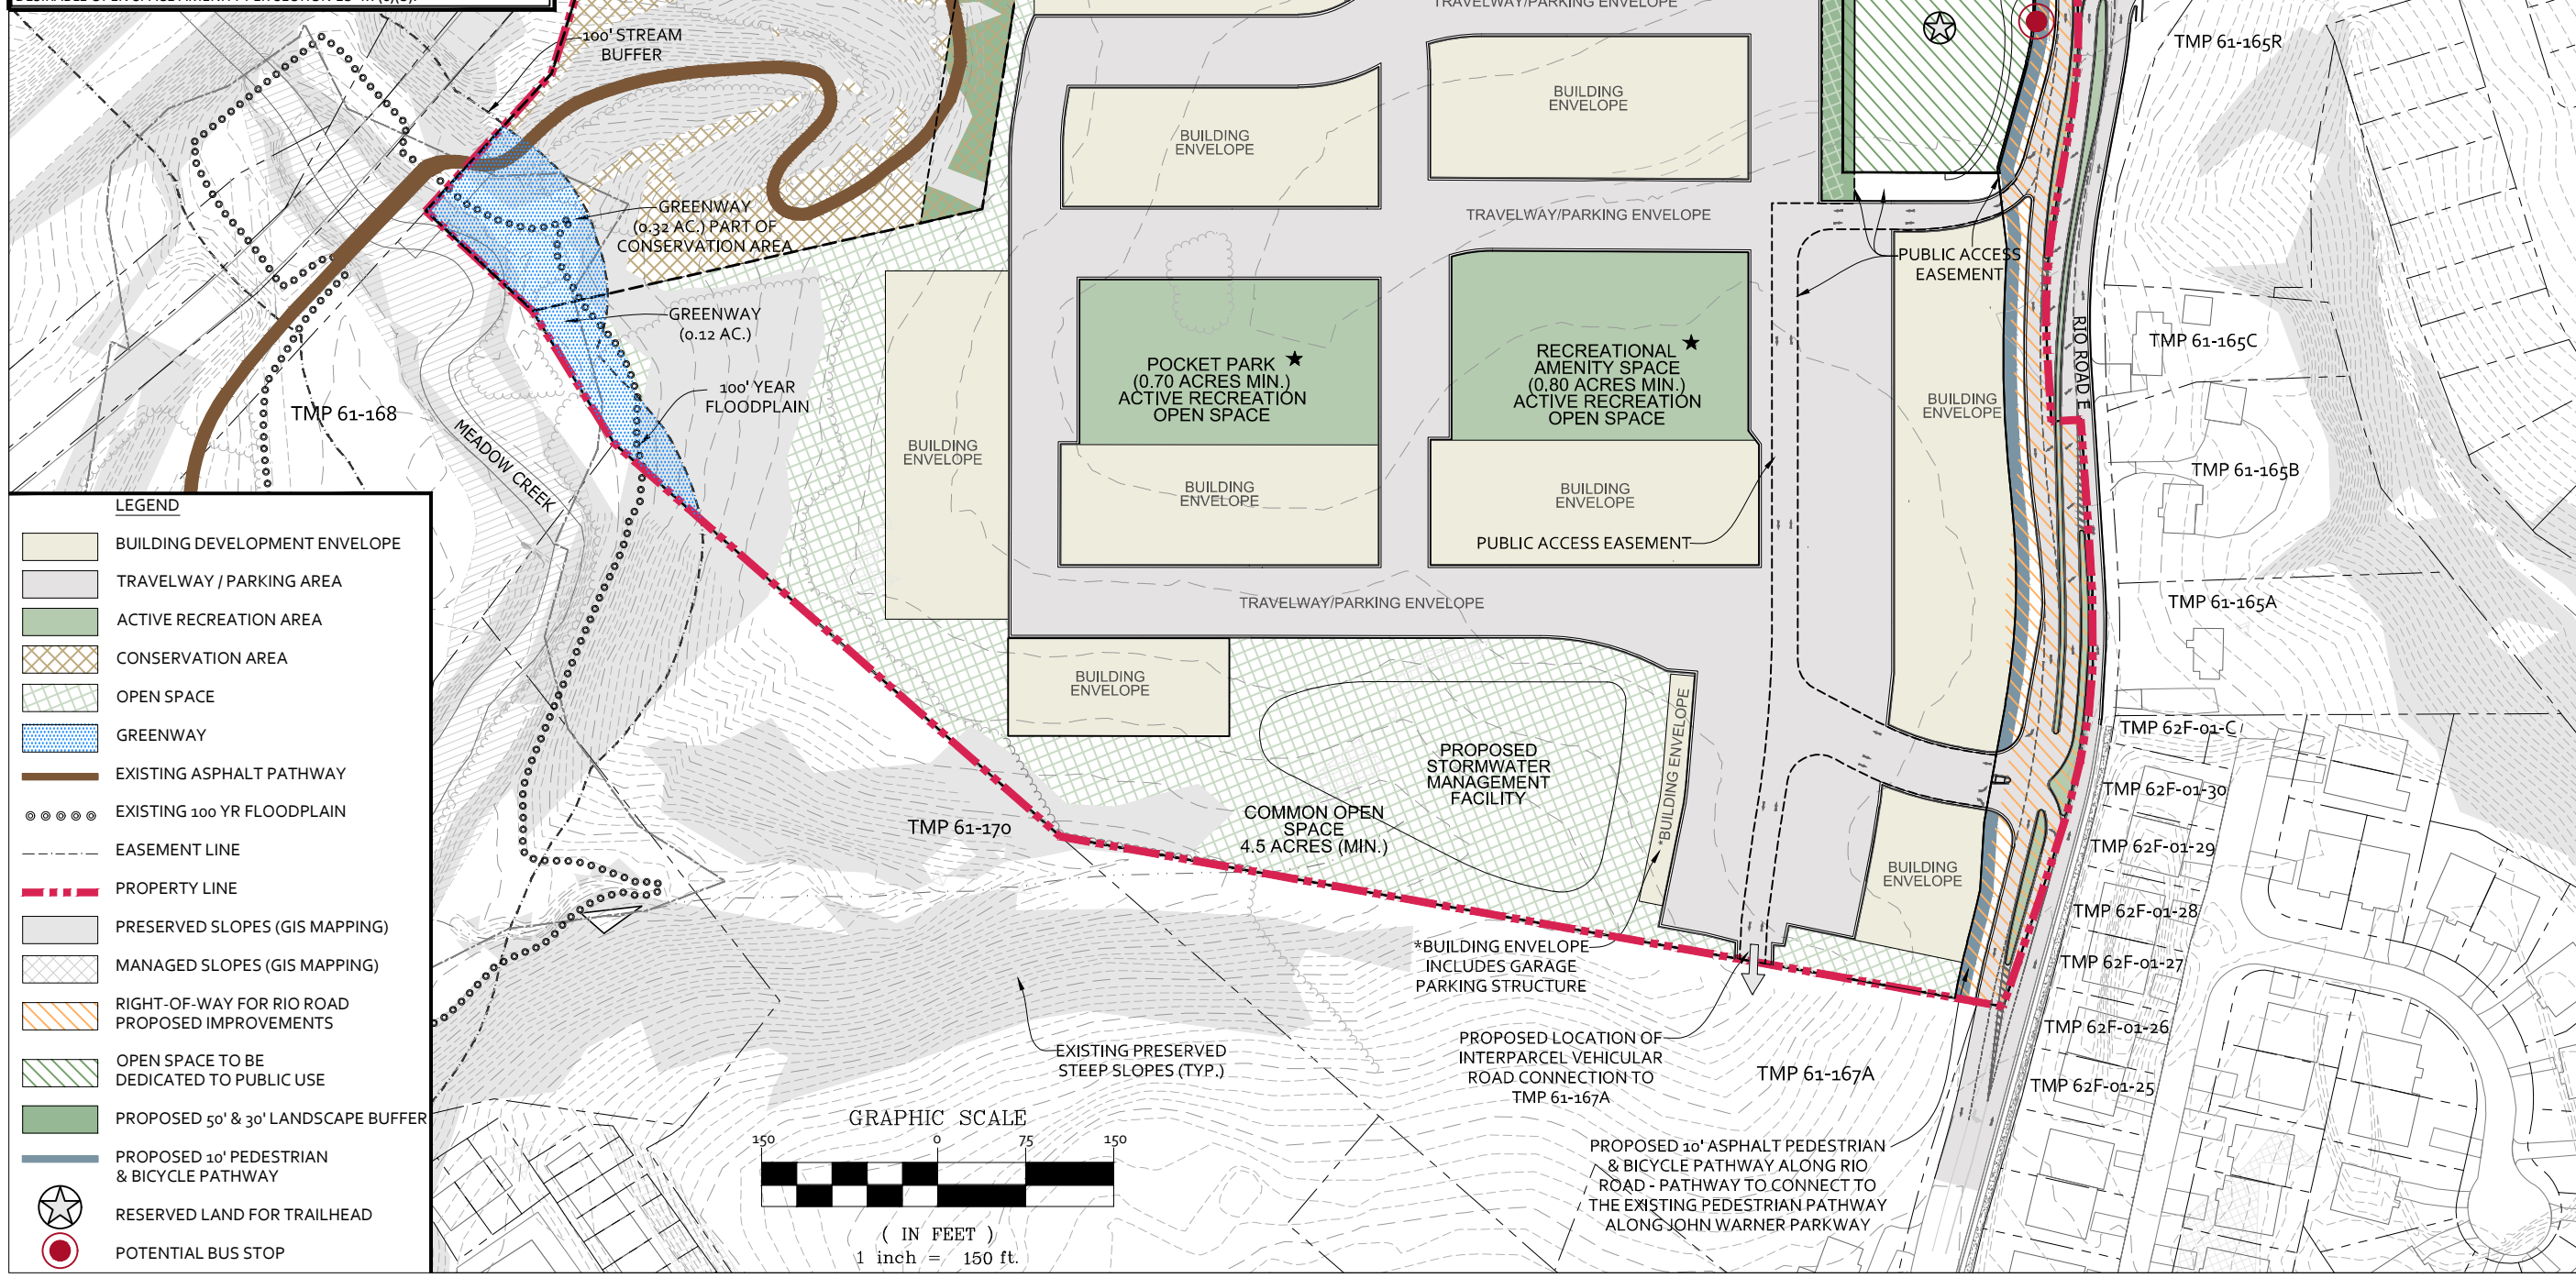 100' STREAM
BUFFER
TMP 61-165R
BUILDING
ENVELOPE
BUILDING
ENVELOPE
GREENWAY
(0.32 AC.) PART OF
CONSERVATION AREA
TRAVELWAY/PARKING ENVELOPE
PUBLIC ACCESS
EASEMENT
GREENWAY
(0.12 AC.)
RIO ROAD E
TMP 61-165C
POCKET PARK ★
(0.70 ACRES MIN.)
ACTIVE RECREATION
OPEN SPACE
RECREATIONAL ★
AMENITY SPACE
(0.80 ACRES MIN.)
ACTIVE RECREATION
OPEN SPACE
100' YEAR
FLOODPLAIN
TMP 61-168
BUILDING
ENVELOPE
MEADOW CREEK
BUILDING
ENVELOPE
TMP 61-165B
BUILDING
ENVELOPE
BUILDING
ENVELOPE
PUBLIC ACCESS EASEMENT
TRAVELWAY/PARKING ENVELOPE
TMP 61-165A
BUILDING
ENVELOPE
*BUILDING ENVELOPE
TMP 62F-01-C
PROPOSED
STORMWATER
MANAGEMENT
FACILITY
TMP 62F-01-30
COMMON OPEN
SPACE
4.5 ACRES (MIN.)
TMP 61-170
TMP 62F-01-29
BUILDING
ENVELOPE
TMP 62F-01-28
*BUILDING ENVELOPE
INCLUDES GARAGE
PARKING STRUCTURE
TMP 62F-01-27
TMP 62F-01-26
EXISTING PRESERVED
STEEP SLOPES (TYP.)
PROPOSED LOCATION OF
INTERPARCEL VEHICULAR
ROAD CONNECTION TO
TMP 61-167A
TMP 61-167A
TMP 62F-01-25
PROPOSED 10' ASPHALT PEDESTRIAN
& BICYCLE PATHWAY ALONG RIO
ROAD - PATHWAY TO CONNECT TO
THE EXISTING PEDESTRIAN PATHWAY
ALONG JOHN WARNER PARKWAY
GRAPHIC SCALE
150 0 75 150
( IN FEET )
1 inch = 150 ft.
LEGEND
BUILDING DEVELOPMENT ENVELOPE
TRAVELWAY / PARKING AREA
ACTIVE RECREATION AREA
CONSERVATION AREA
OPEN SPACE
GREENWAY
EXISTING ASPHALT PATHWAY
EXISTING 100 YR FLOODPLAIN
EASEMENT LINE
PROPERTY LINE
PRESERVED SLOPES (GIS MAPPING)
MANAGED SLOPES (GIS MAPPING)
RIGHT-OF-WAY FOR RIO ROAD
PROPOSED IMPROVEMENTS
OPEN SPACE TO BE
DEDICATED TO PUBLIC USE
PROPOSED 50' & 30' LANDSCAPE BUFFER
PROPOSED 10' PEDESTRIAN
& BICYCLE PATHWAY
RESERVED LAND FOR TRAILHEAD
POTENTIAL BUS STOP